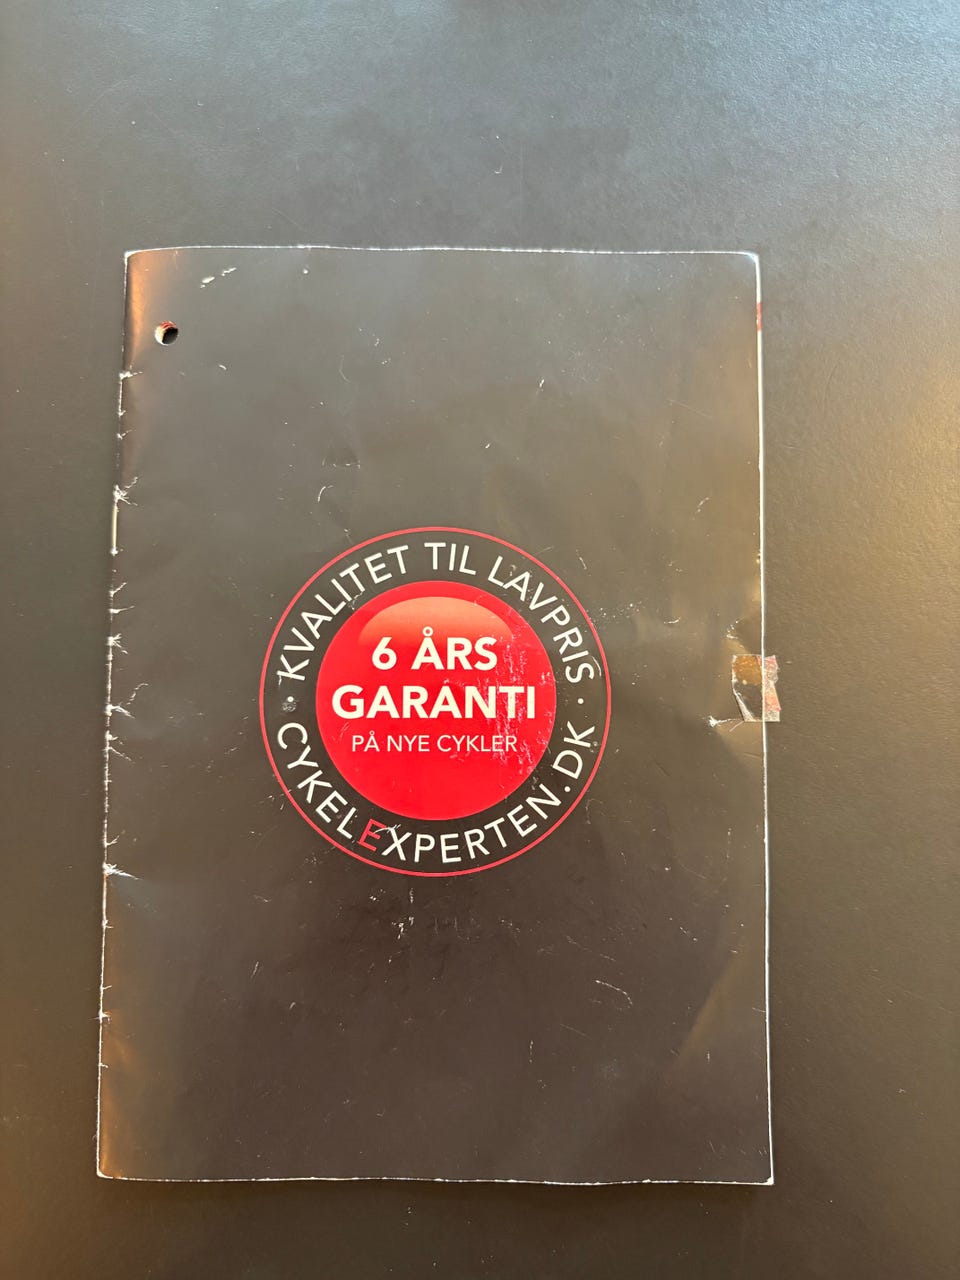 · KVALITET TIL LAVPRIS ·
6 ÅRS
GARANTI
PÅ NYE CYKLER
CYKELEXPERTEN.DK